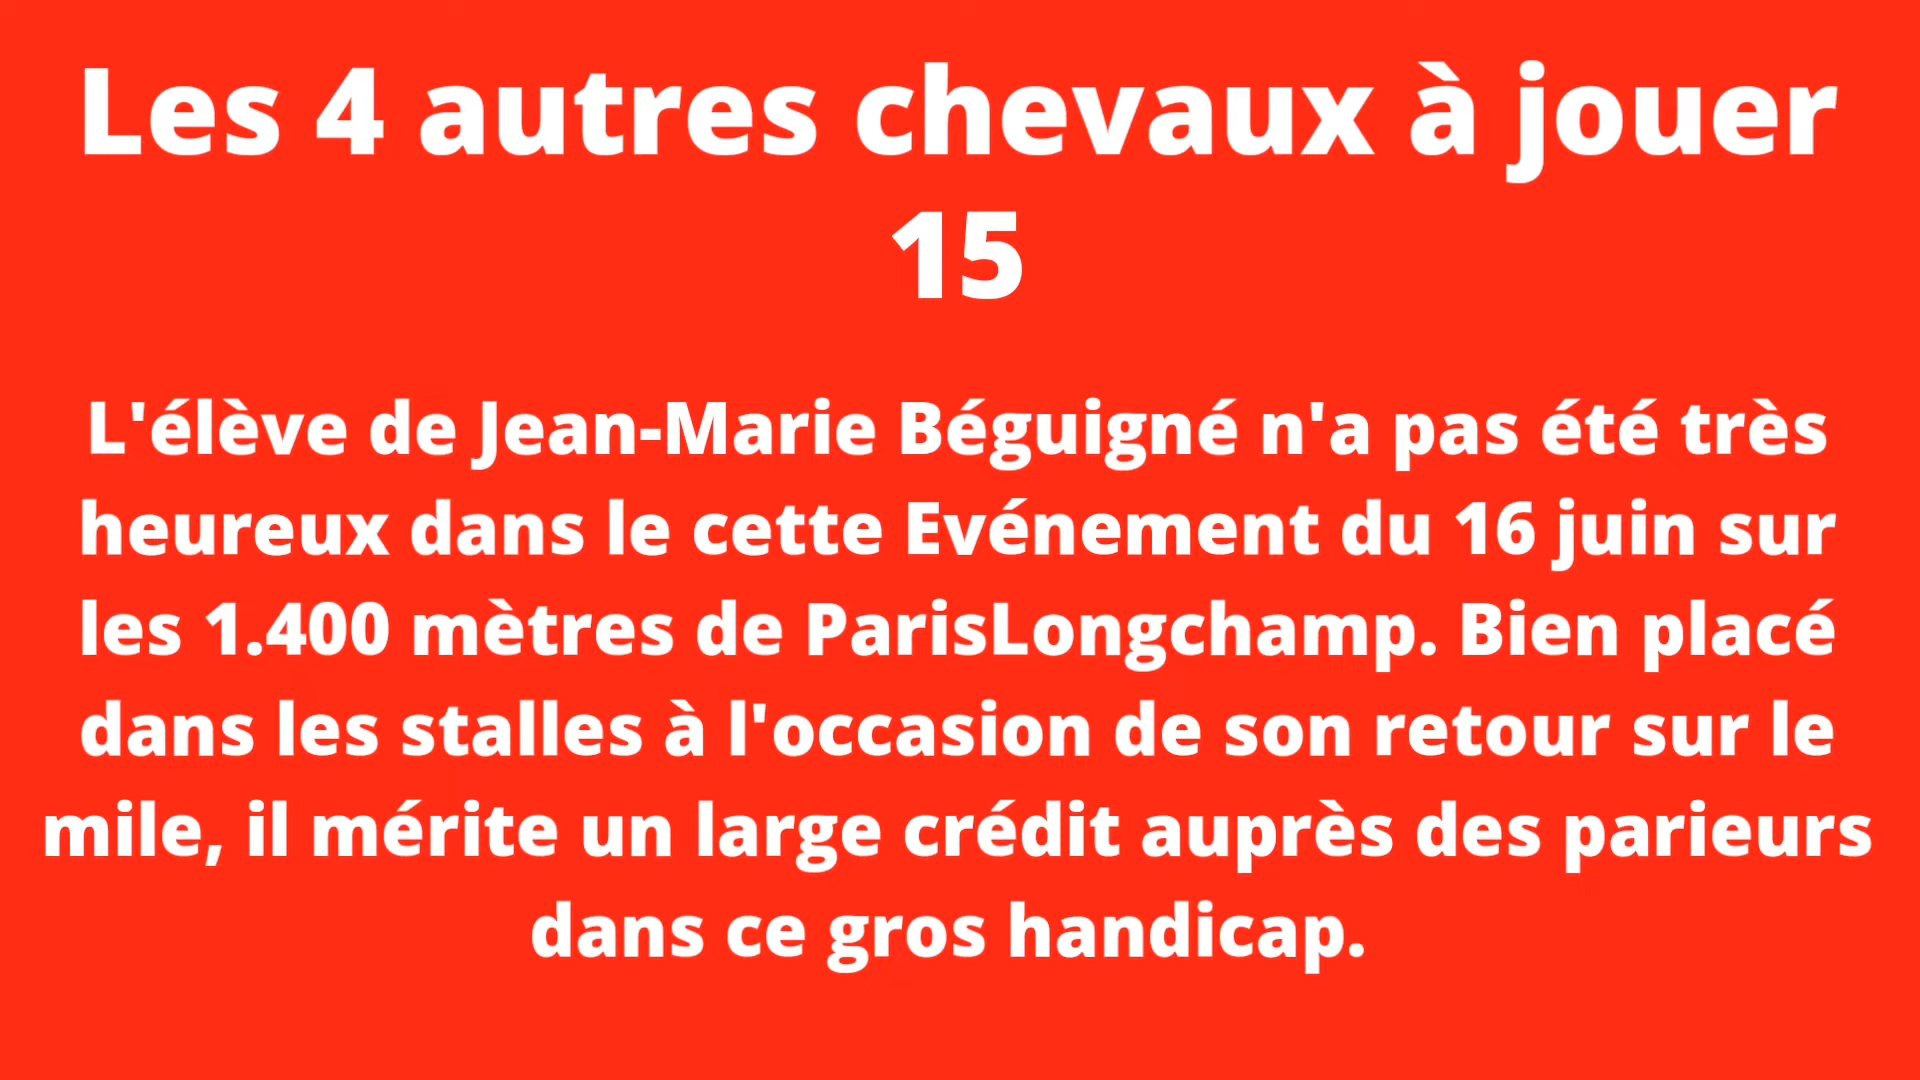 Les 4 autres chevaux à jouer
15
L'élève de Jean-Marie Béguigné n'a pas été très
heureux dans le cette Evénement du 16 juin sur
les 1.400 mètres de ParisLongchamp. Bien placé
dans les stalles à l'occasion de son retour sur le
mile, il mérite un large crédit auprès des parieurs
dans ce gros handicap.